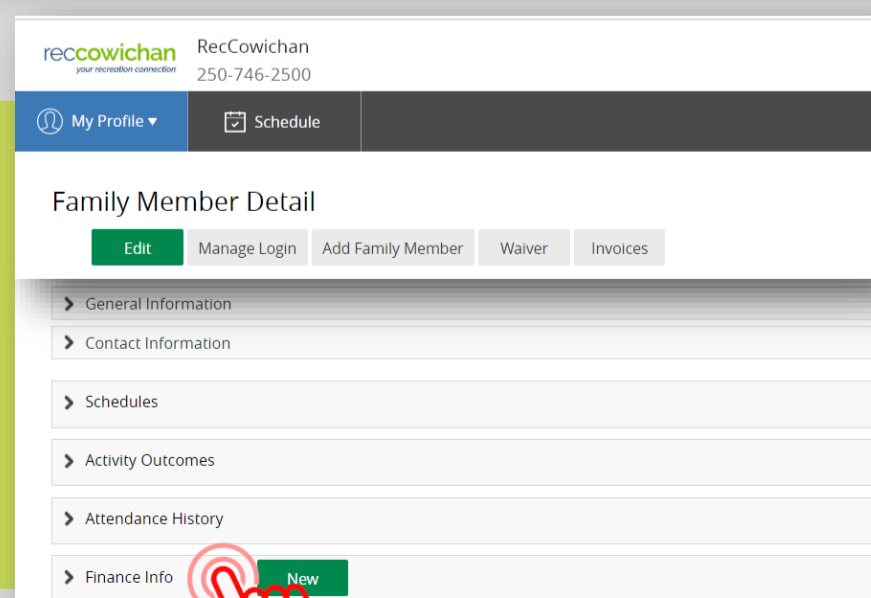 reccowichan
your recreation connection
RecCowichan
250-746-2500
My Profile ▾
Schedule
Family Member Detail
Edit Manage Login Add Family Member Waiver Invoices
General Information
Contact Information
Schedules
Activity Outcomes
Attendance History
Finance Info New